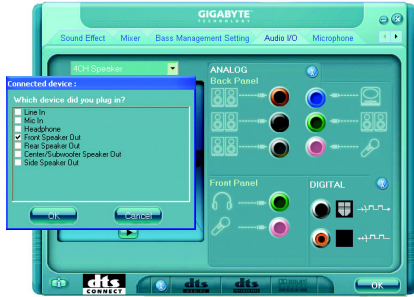 GIGABYTE
TECHNOLOGY
Sound Effect Mixer Bass Management Setting Audio I/O Microphone
4CH Speaker
ANALOG
Back Panel
Connected device :
Which device did you plug in?
Line In
Mic In
Headphone
Front Speaker Out
Rear Speaker Out
Center/Subwoofer Speaker Out
Side Speaker Out
OK Cancel
Front Panel
DIGITAL
dts
CONNECT
dts
dts
OK